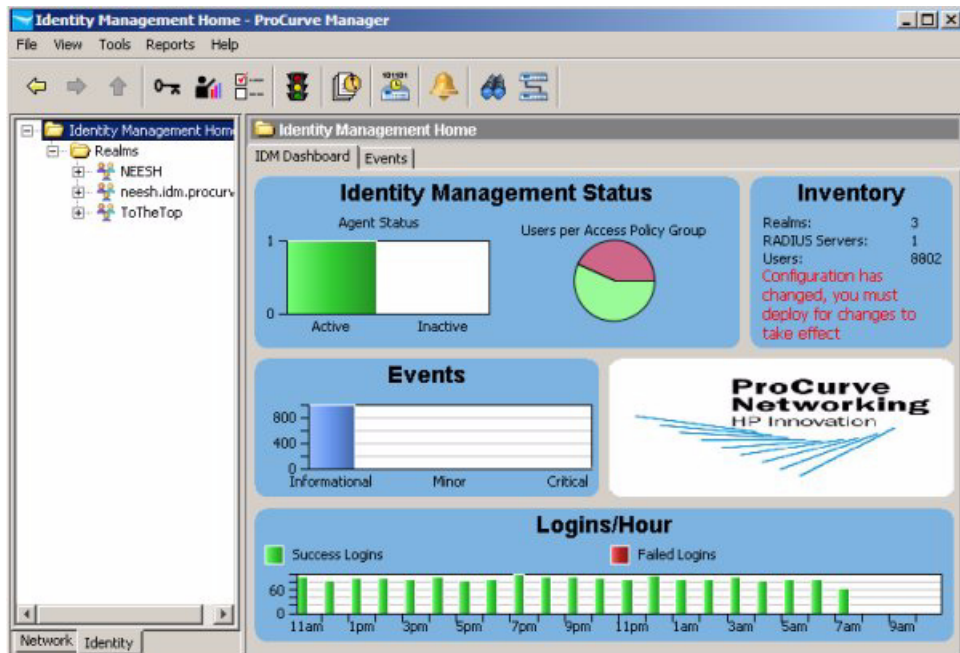 Identity Management Home - ProCurve Manager
File View Tools Reports Help
Identity Management Hom
Realms
NEESH
neesh.idm.procurv
ToTheTop
Network Identity
Identity Management Home
IDM Dashboard Events
Identity Management Status
Agent Status
Users per Access Policy Group
1
0
Active Inactive
Inventory
Realms: 3
RADIUS Servers: 1
Users: 8802
Configuration has
changed, you must
deploy for changes to
take effect
Events
800
400
0
Informational Minor Critical
ProCurve
Networking
HP Innovation
Logins/Hour
Success Logins Failed Logins
60
0
11am 1pm 3pm 5pm 7pm 9pm 11pm 1am 3am 5am 7am 9am